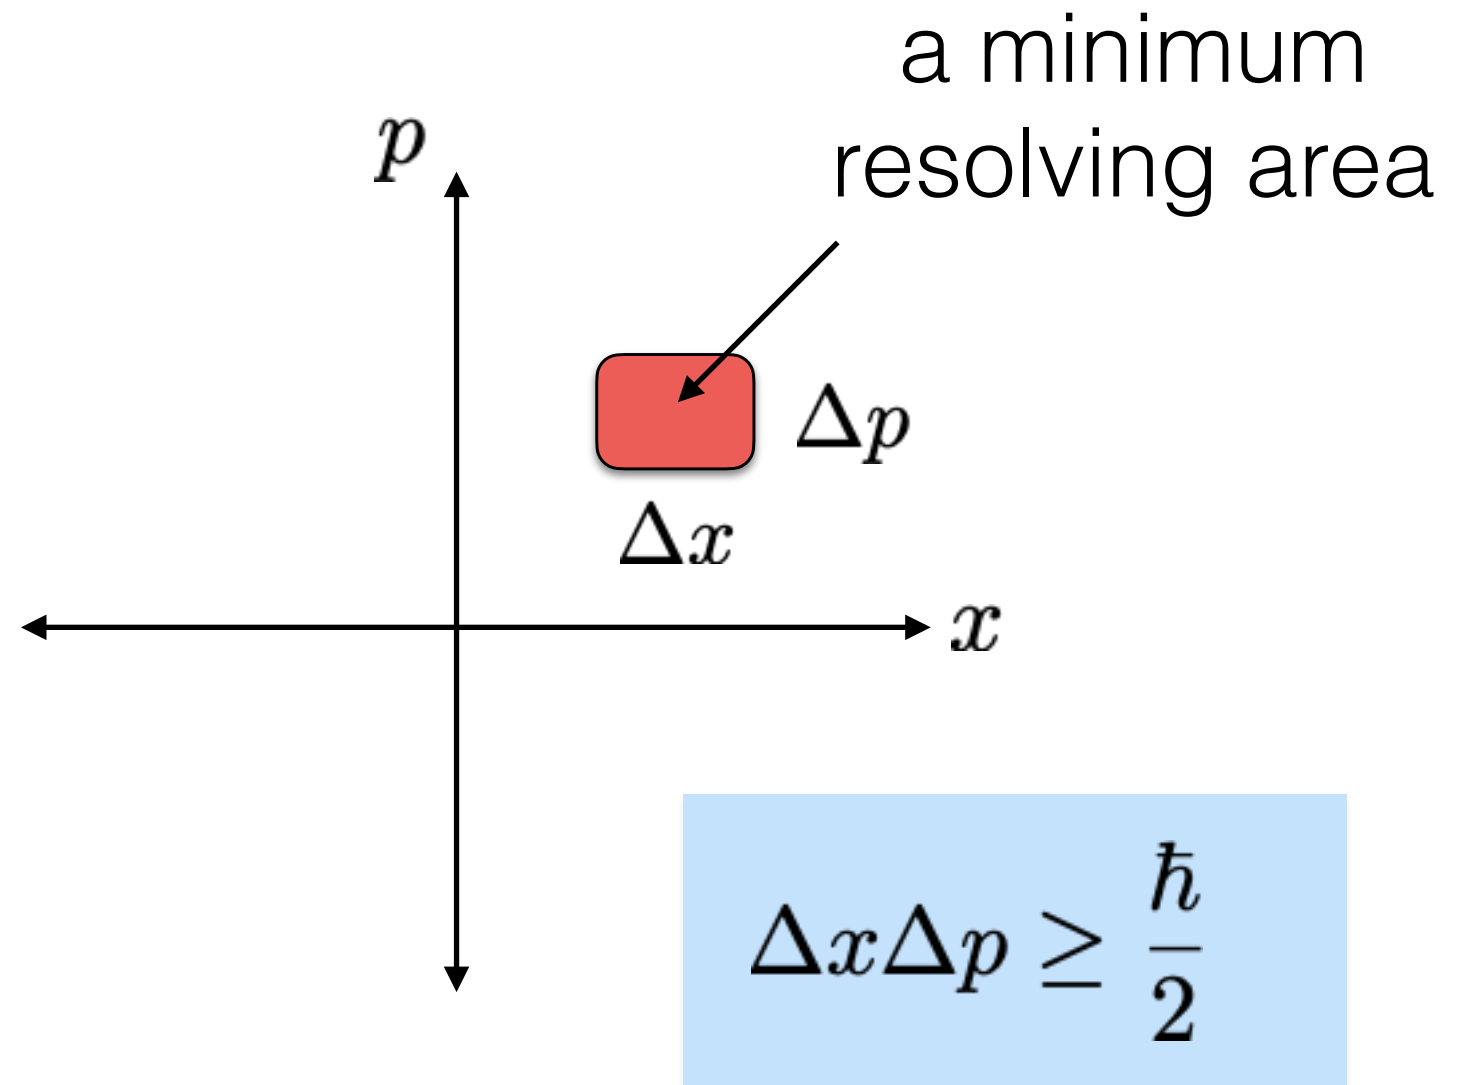 a minimum
resolving area
p
Δp
Δx
x
ΔxΔp ≥ ħ/2